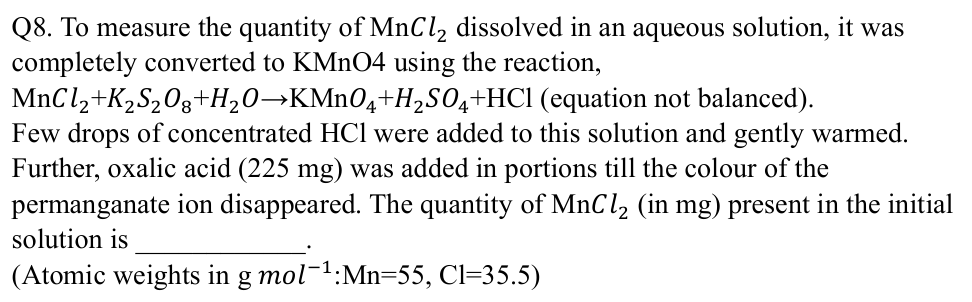 Q8. To measure the quantity of MnCl₂ dissolved in an aqueous solution, it was
completely converted to KMnO4 using the reaction,
MnCl₂+K₂S₂O₈+H₂O→KMnO₄+H₂SO₄+HCl (equation not balanced).
Few drops of concentrated HCl were added to this solution and gently warmed.
Further, oxalic acid (225 mg) was added in portions till the colour of the
permanganate ion disappeared. The quantity of MnCl₂ (in mg) present in the initial
solution is ____________.
(Atomic weights in g mol⁻¹:Mn=55, Cl=35.5)